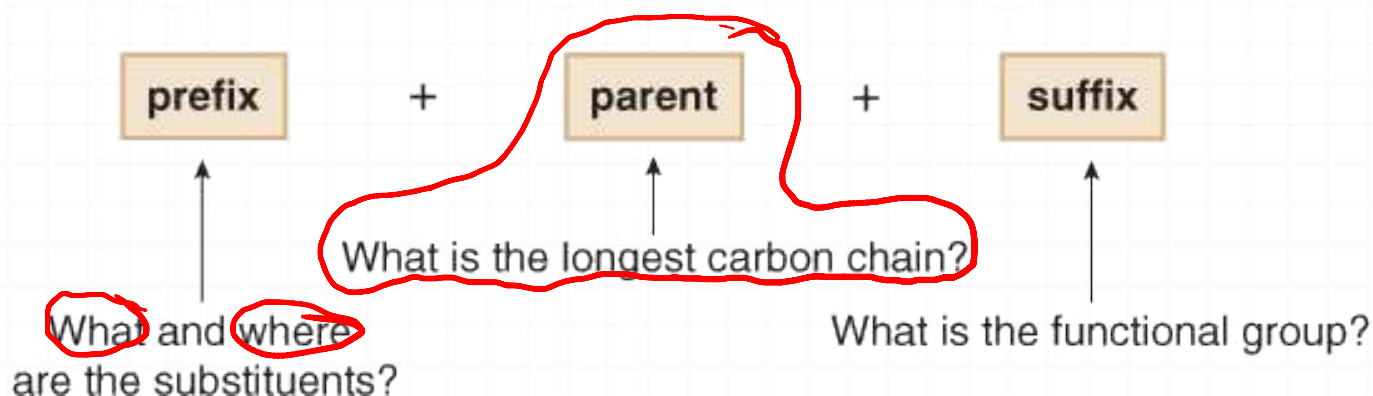 prefix + parent + suffix
What is the longest carbon chain?
What and where
are the substituents?
What is the functional group?